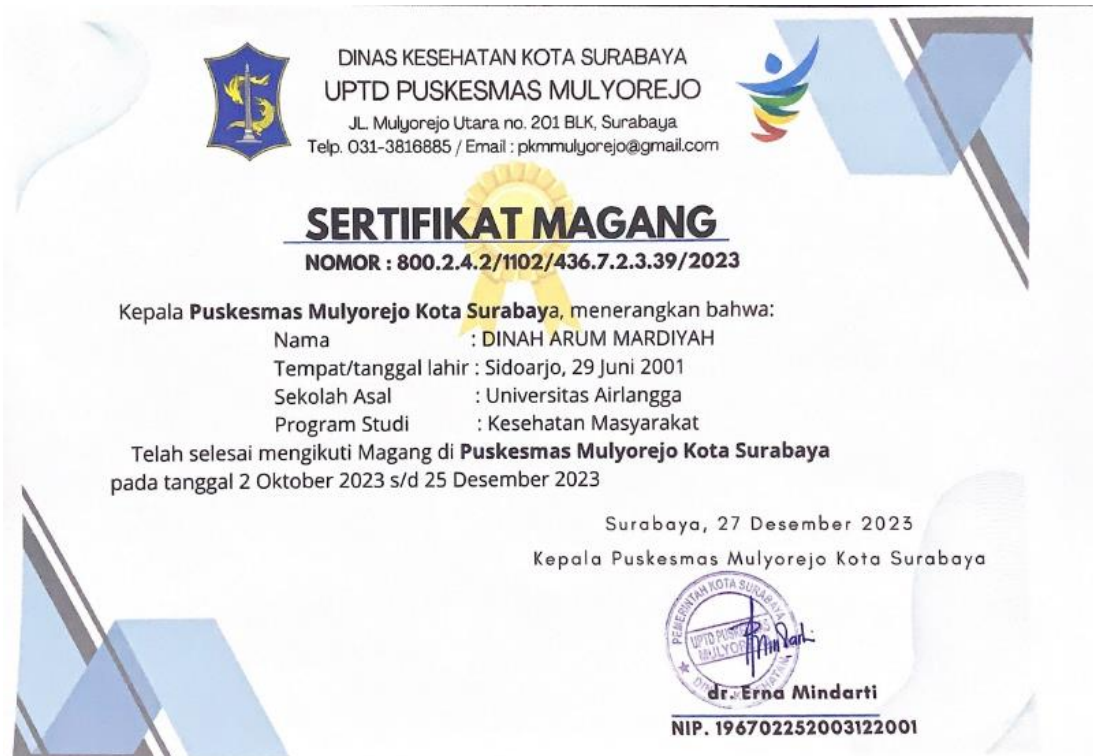 DINAS KESEHATAN KOTA SURABAYA
UPTD PUSKESMAS MULYOREJO
JL. Mulyorejo Utara no. 201 BLK, Surabaya
Telp. 031-3816885 / Email : pkmmulyorejo@gmail.com
SERTIFIKAT MAGANG
NOMOR : 800.2.4.2/1102/436.7.2.3.39/2023
Kepala Puskesmas Mulyorejo Kota Surabaya, menerangkan bahwa:
Nama : DINAH ARUM MARDIYAH
Tempat/tanggal lahir : Sidoarjo, 29 Juni 2001
Sekolah Asal : Universitas Airlangga
Program Studi : Kesehatan Masyarakat
Telah selesai mengikuti Magang di Puskesmas Mulyorejo Kota Surabaya
pada tanggal 2 Oktober 2023 s/d 25 Desember 2023
Surabaya, 27 Desember 2023
Kepala Puskesmas Mulyorejo Kota Surabaya
PEMERINTAH KOTA SURABAYA
UPTD PUSKESMAS
MULYOREJO
dr. Erna Mindarti
NIP. 196702252003122001